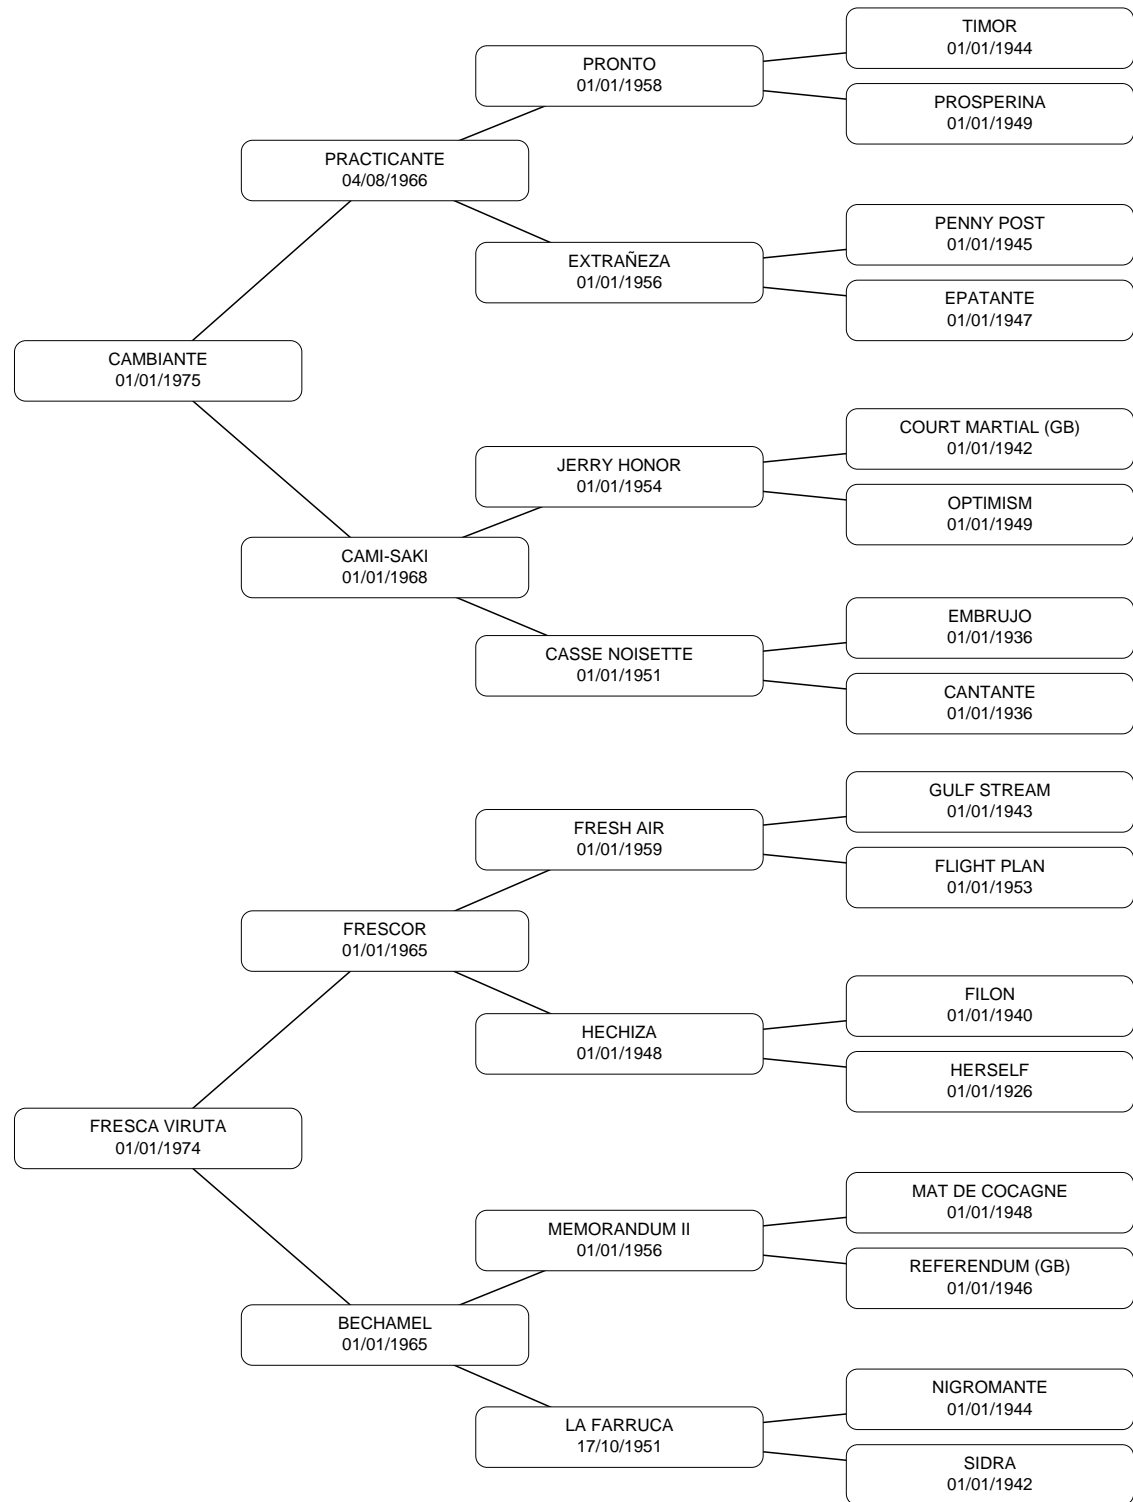 TIMOR
01/01/1944
PRONTO
01/01/1958
PROSPERINA
01/01/1949
PRACTICANTE
04/08/1966
PENNY POST
01/01/1945
EXTRAÑEZA
01/01/1956
EPATANTE
01/01/1947
CAMBIANTE
01/01/1975
COURT MARTIAL (GB)
01/01/1942
JERRY HONOR
01/01/1954
OPTIMISM
01/01/1949
CAMI-SAKI
01/01/1968
EMBRUJO
01/01/1936
CASSE NOISETTE
01/01/1951
CANTANTE
01/01/1936
GULF STREAM
01/01/1943
FRESH AIR
01/01/1959
FLIGHT PLAN
01/01/1953
FRESCOR
01/01/1965
FILON
01/01/1940
HECHIZA
01/01/1948
HERSELF
01/01/1926
FRESCA VIRUTA
01/01/1974
MAT DE COCAGNE
01/01/1948
MEMORANDUM II
01/01/1956
REFERENDUM (GB)
01/01/1946
BECHAMEL
01/01/1965
NIGROMANTE
01/01/1944
LA FARRUCA
17/10/1951
SIDRA
01/01/1942